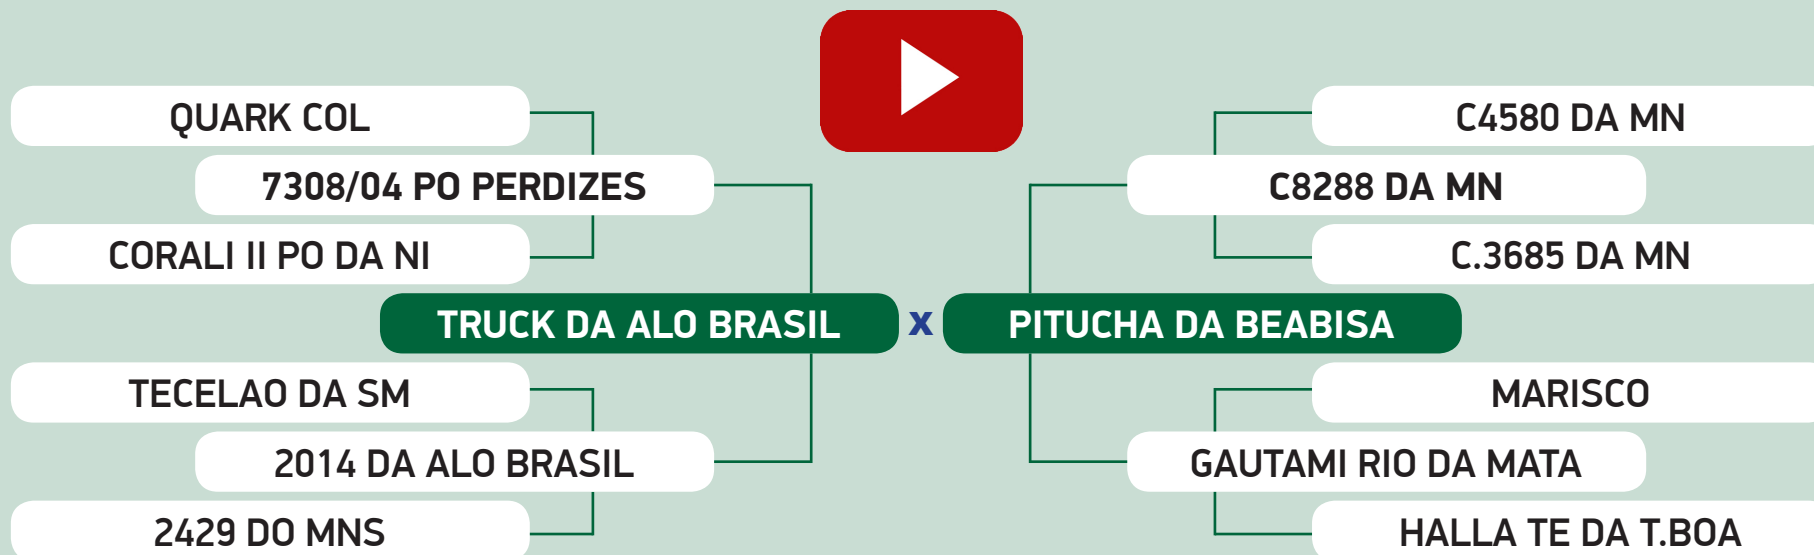 QUARK COL
C4580 DA MN
7308/04 PO PERDIZES
C8288 DA MN
CORALI II PO DA NI
C.3685 DA MN
TRUCK DA ALO BRASIL x PITUCHA DA BEABISA
TECELAO DA SM
MARISCO
2014 DA ALO BRASIL
GAUTAMI RIO DA MATA
2429 DO MNS
HALLA TE DA T.BOA